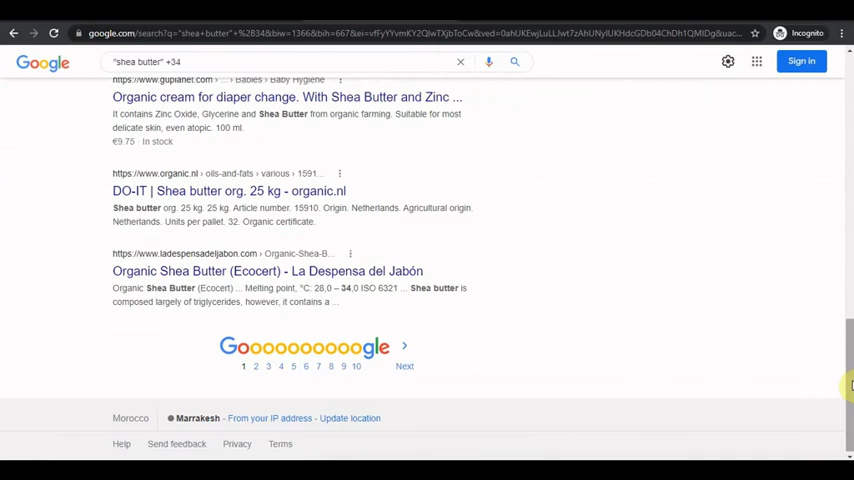 google.com/search?q="shea+butter"+%2B34&biw=1366&bih=667&ei=vfFyYYvmKY2QlwTXjbToCw&ved=0ahUKEwjLuLJwt7zAhUNyIUKHdcGDb04ChDh1QMIDg&uac...
Incognito
Google
"shea butter" +34
Sign in
https://www.guplanet.com › ... › Babies › Baby Hygiene
Organic cream for diaper change. With Shea Butter and Zinc ...
It contains Zinc Oxide, Glycerine and Shea Butter from organic farming. Suitable for most
delicate skin, even atopic. 100 ml.
€9.75 · In stock
https://www.organic.nl › oils-and-fats › various › 1591...
DO-IT | Shea butter org. 25 kg - organic.nl
Shea butter org. 25 kg. 25 kg. Article number. 15910. Origin. Netherlands. Agricultural origin.
Netherlands. Units per pallet. 32. Organic certificate.
https://www.ladespensadeljabon.com › Organic-Shea-B...
Organic Shea Butter (Ecocert) - La Despensa del Jabón
Organic Shea Butter (Ecocert) ... Melting point, °C: 28,0 – 34,0 ISO 6321 ... Shea butter is
composed largely of triglycerides, however, it contains a ...
Goooooooooogle
1 2 3 4 5 6 7 8 9 10 Next
Morocco Marrakesh - From your IP address - Update location
Help Send feedback Privacy Terms